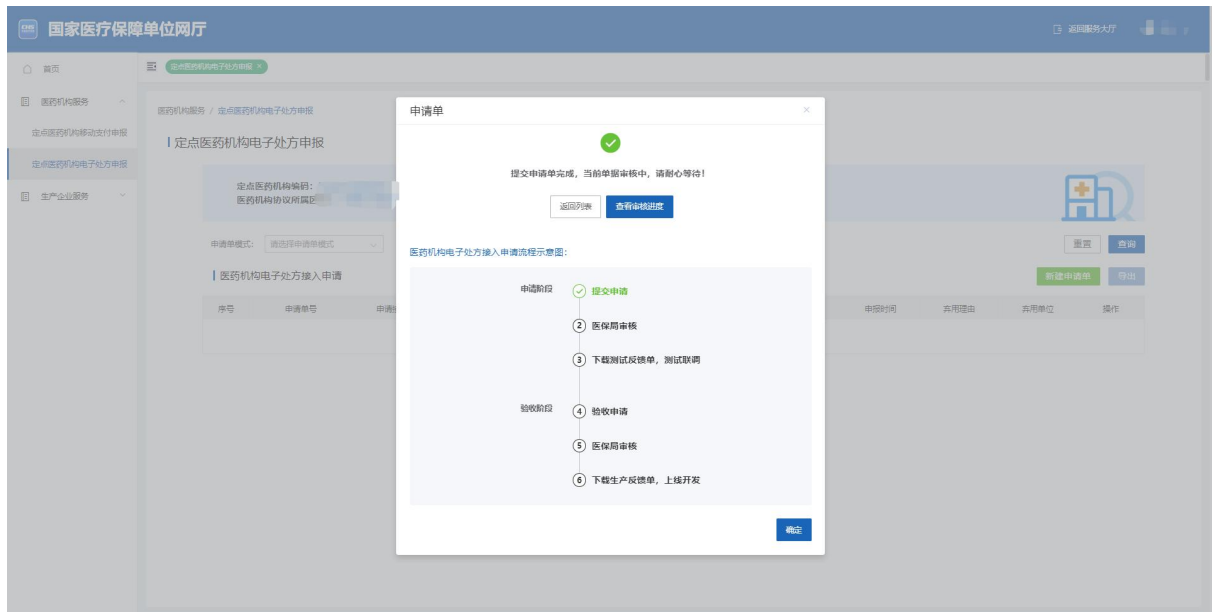 国家医疗保障单位网厅
返回服务大厅
首页
定点医药机构电子处方申报 ×
医药机构服务
定点医药机构移动支付申报
定点医药机构电子处方申报
生产企业服务
医药机构服务 / 定点医药机构电子处方申报
定点医药机构电子处方申报
定点医药机构编码:
医药机构协议所属医
申请单模式: 请选择申请单模式
重置 查询
医药机构电子处方接入申请
新建申请单 导出
序号 申请单号 申请 申报时间 弃用理由 弃用单位 操作
申请单
提交申请单完成，当前单据审核中，请耐心等待!
返回列表 查看审核进度
医药机构电子处方接入申请流程示意图:
申请阶段 提交申请
2 医保局审核
3 下载测试反馈单，测试联调
验收阶段 4 验收申请
5 医保局审核
6 下载生产反馈单，上线开发
确定